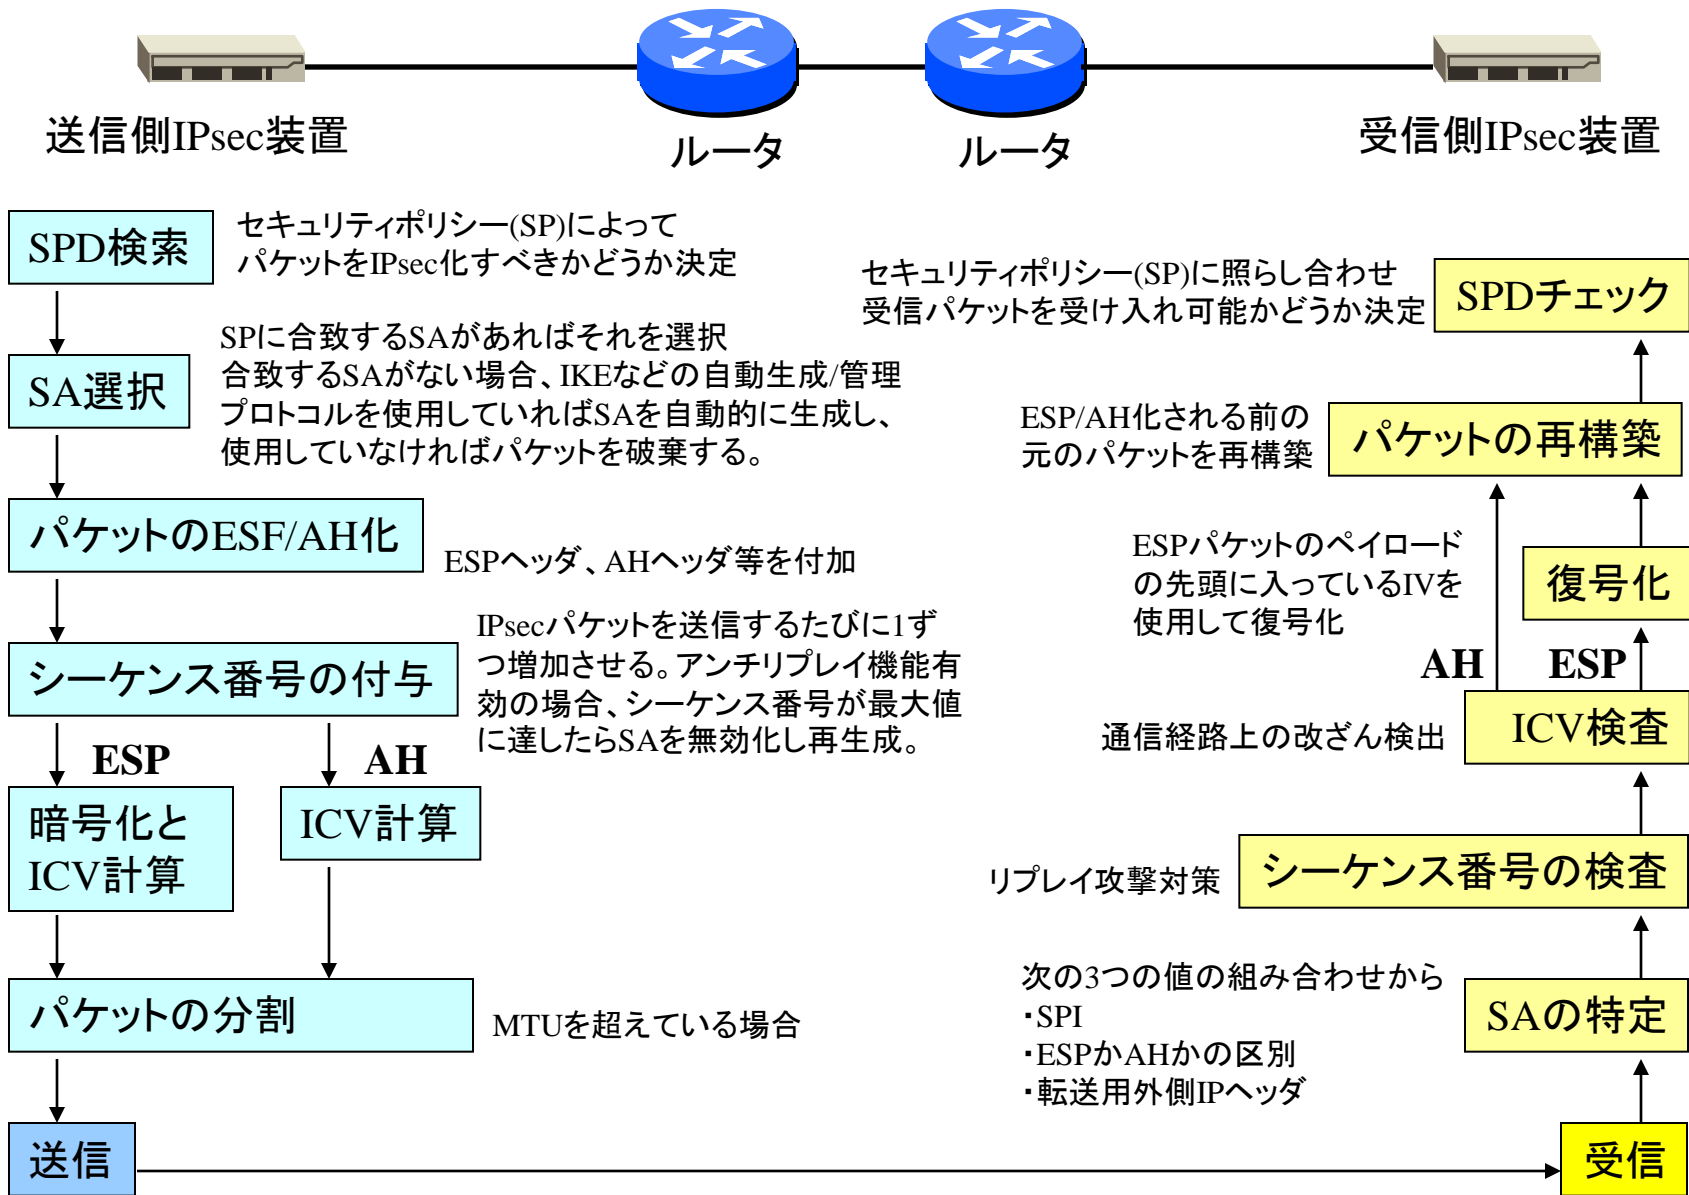 送信側IPsec装置
ルータ
ルータ
受信側IPsec装置
SPD検索
セキュリティポリシー(SP)によって
パケットをIPsec化すべきかどうか決定
SA選択
SPに合致するSAがあればそれを選択
合致するSAがない場合、IKEなどの自動生成/管理
プロトコルを使用していればSAを自動的に生成し、
使用していなければパケットを破棄する。
パケットのESF/AH化
ESPヘッダ、AHヘッダ等を付加
シーケンス番号の付与
IPsecパケットを送信するたびに1ず
つ増加させる。アンチリプレイ機能有
効の場合、シーケンス番号が最大値
に達したらSAを無効化し再生成。
ESP
AH
暗号化と
ICV計算
ICV計算
パケットの分割
MTUを超えている場合
送信
セキュリティポリシー(SP)に照らし合わせ
受信パケットを受け入れ可能かどうか決定
SPDチェック
ESP/AH化される前の
元のパケットを再構築
パケットの再構築
ESPパケットのペイロード
の先頭に入っているIVを
使用して復号化
復号化
AH
ESP
通信経路上の改ざん検出
ICV検査
リプレイ攻撃対策
シーケンス番号の検査
次の3つの値の組み合わせから
・SPI
・ESPかAHかの区別
・転送用外側IPヘッダ
SAの特定
受信